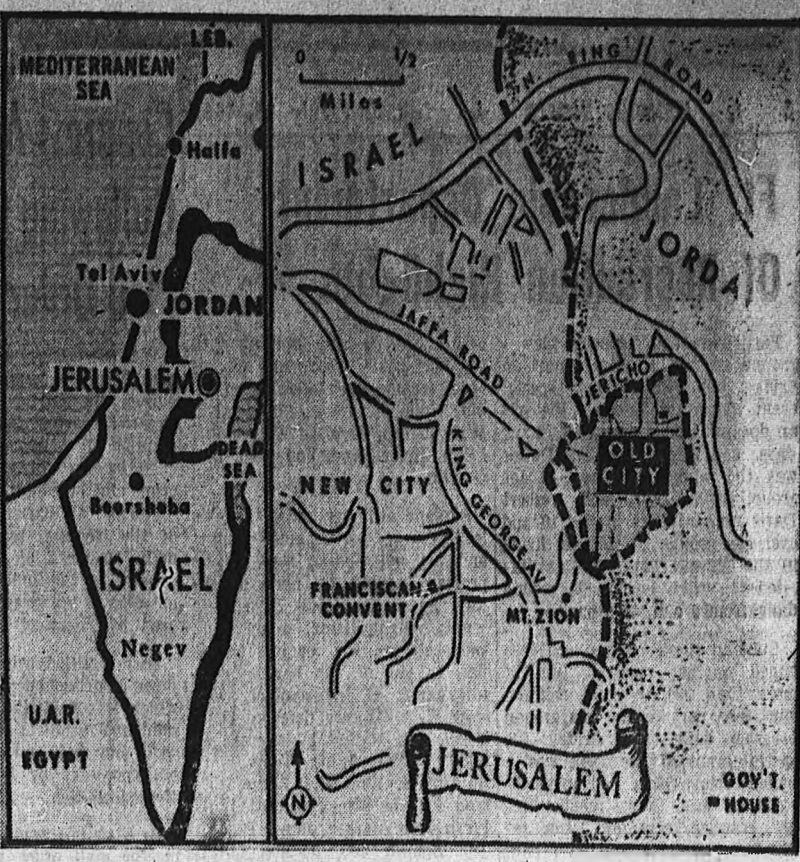 LEB.
MEDITERRANEAN
SEA
Haifa
Tel Aviv
JORDAN
JERUSALEM
DEAD
SEA
Beersheba
ISRAEL
Negev
U.A.R.
EGYPT
0 1/2
Miles
N. RING ROAD
ISRAEL
JORDA
JAFFA ROAD
JERICHO
OLD
CITY
KING GEORGE AV.
NEW CITY
FRANCISCAN
CONVENT
MT. ZION
JERUSALEM
N
GOV'T.
HOUSE